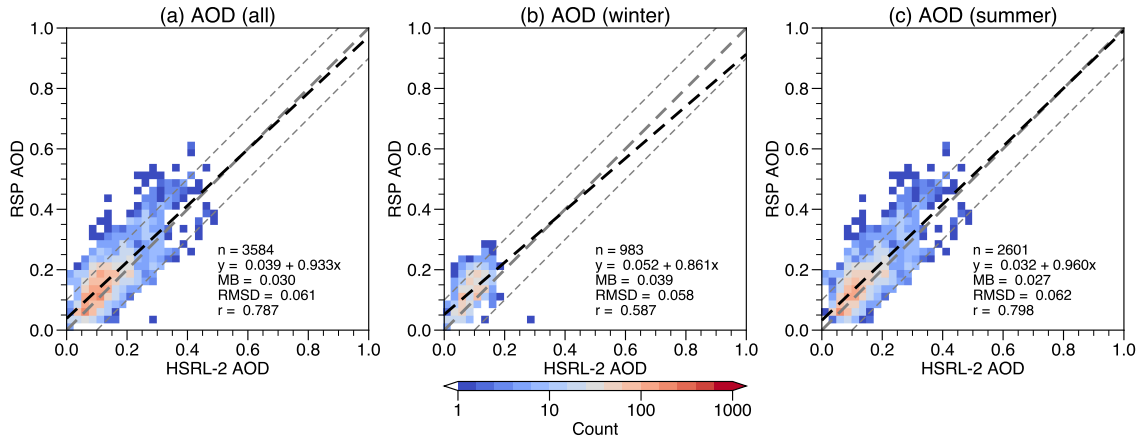 (a) AOD (all)
1.0
0.8
0.6
0.4
0.2
0.0
RSP AOD
n = 3584
y = 0.039 + 0.933x
MB = 0.030
RMSD = 0.061
r = 0.787
0.0 0.2 0.4 0.6 0.8 1.0
HSRL-2 AOD
(b) AOD (winter)
1.0
0.8
0.6
0.4
0.2
0.0
RSP AOD
n = 983
y = 0.052 + 0.861x
MB = 0.039
RMSD = 0.058
r = 0.587
0.0 0.2 0.4 0.6 0.8 1.0
HSRL-2 AOD
(c) AOD (summer)
1.0
0.8
0.6
0.4
0.2
0.0
RSP AOD
n = 2601
y = 0.032 + 0.960x
MB = 0.027
RMSD = 0.062
r = 0.798
0.0 0.2 0.4 0.6 0.8 1.0
HSRL-2 AOD
1 10 100 1000
Count